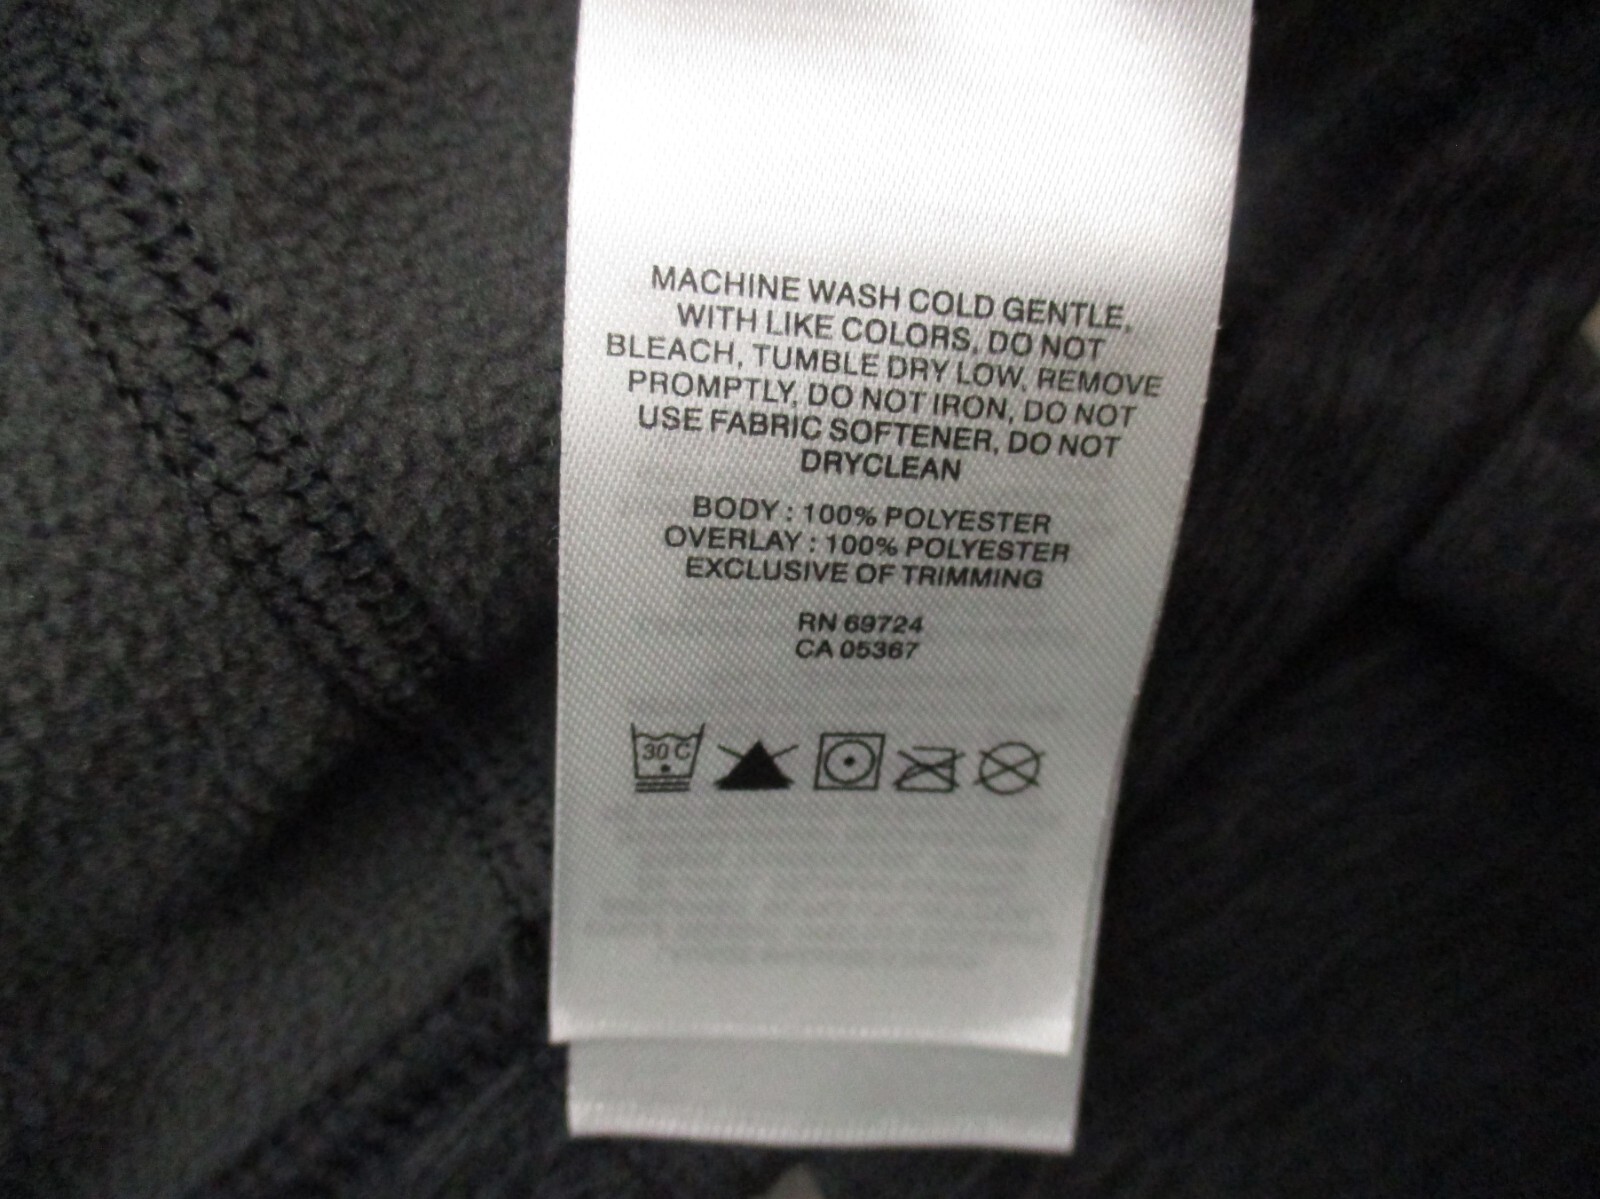 MACHINE WASH COLD GENTLE,
WITH LIKE COLORS, DO NOT
BLEACH, TUMBLE DRY LOW, REMOVE
PROMPTLY, DO NOT IRON, DO NOT
USE FABRIC SOFTENER, DO NOT
DRYCLEAN
BODY : 100% POLYESTER
OVERLAY : 100% POLYESTER
EXCLUSIVE OF TRIMMING
RN 69724
CA 05367
30 C